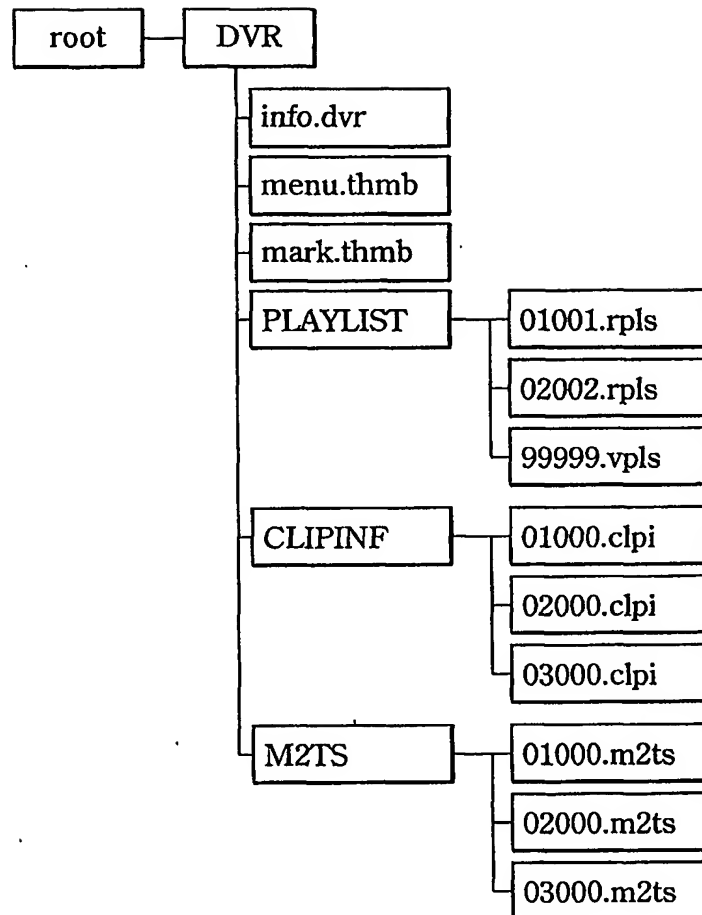 root DVR
info.dvr
menu.thmb
mark.thmb
PLAYLIST 01001.rpls
02002.rpls
99999.vpls
CLIPINF 01000.clpi
02000.clpi
03000.clpi
M2TS 01000.m2ts
02000.m2ts
03000.m2ts